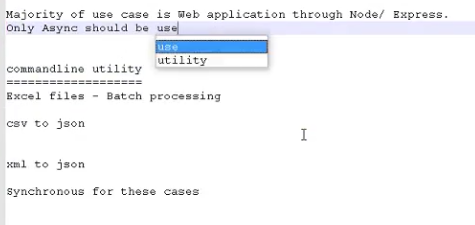 Majority of use case is Web application through Node/ Express.
Only Async should be use
use
utility
commandline utility
====================
Excel files - Batch processing
csv to json
xml to json
Synchronous for these cases